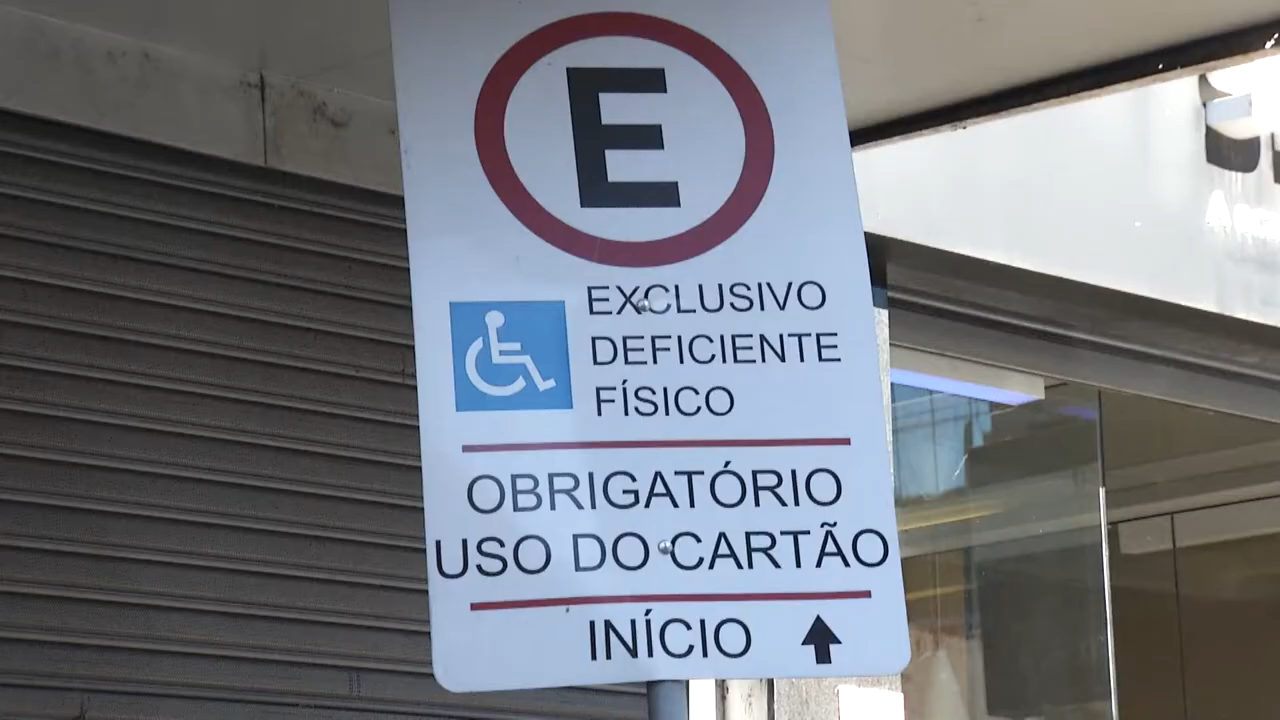 E
EXCLUSIVO
DEFICIENTE
FÍSICO
OBRIGATÓRIO
USO DO CARTÃO
INÍCIO